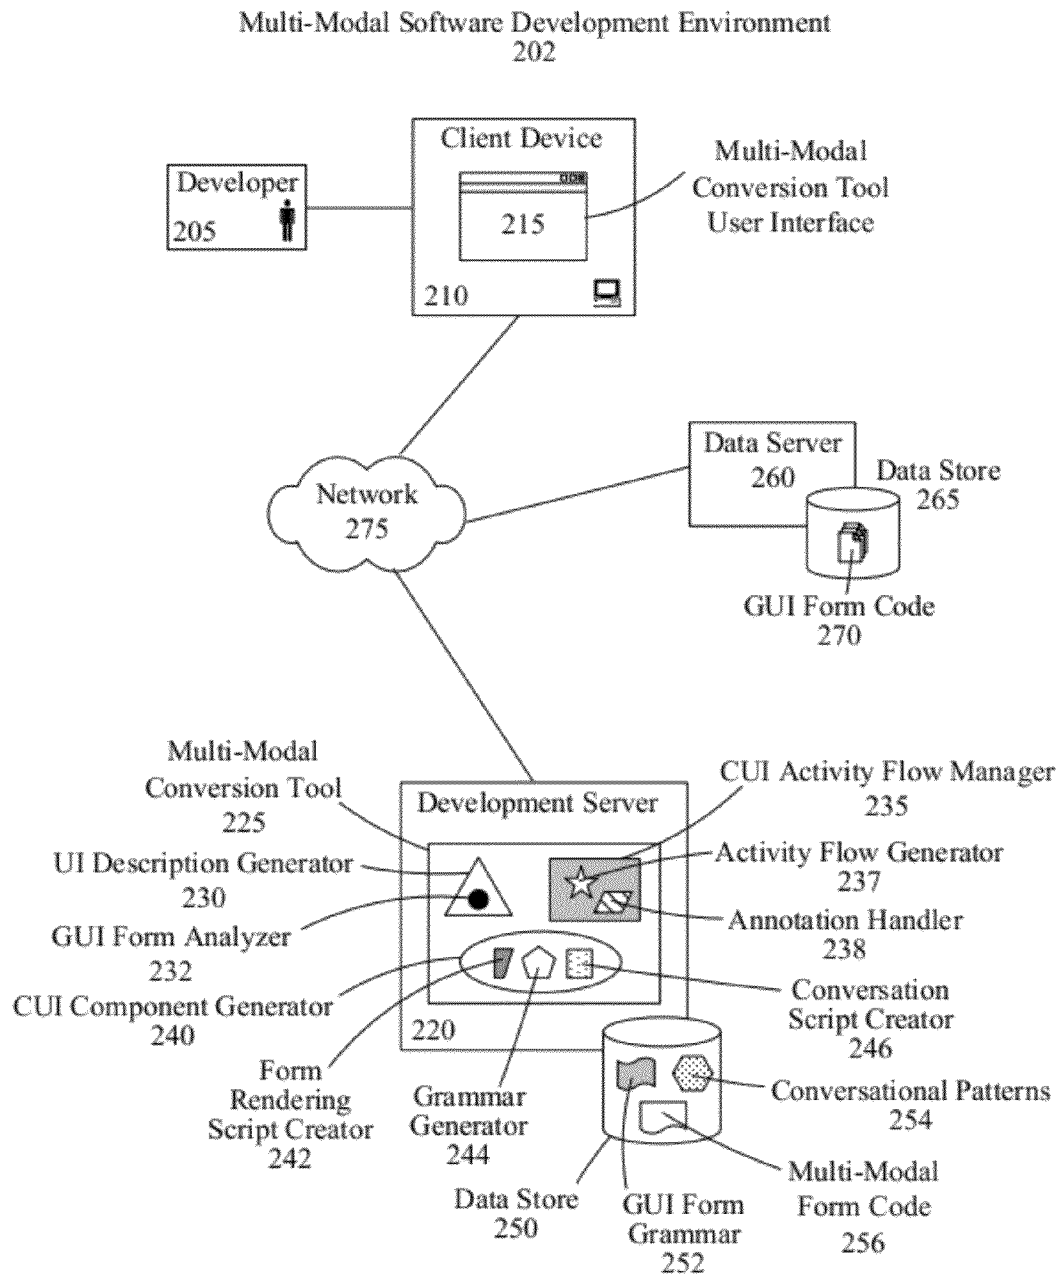 Multi-Modal Software Development Environment
202
Client Device
215
210
Multi-Modal
Conversion Tool
User Interface
Developer
205
Network
275
Data Server
260
Data Store
265
GUI Form Code
270
Multi-Modal
Conversion Tool
225
UI Description Generator
230
GUI Form Analyzer
232
CUI Component Generator
240
Development Server
220
CUI Activity Flow Manager
235
Activity Flow Generator
237
Annotation Handler
238
Conversation
Script Creator
246
Form
Rendering
Script Creator
242
Grammar
Generator
244
Conversational Patterns
254
Data Store
250
GUI Form
Grammar
252
Multi-Modal
Form Code
256